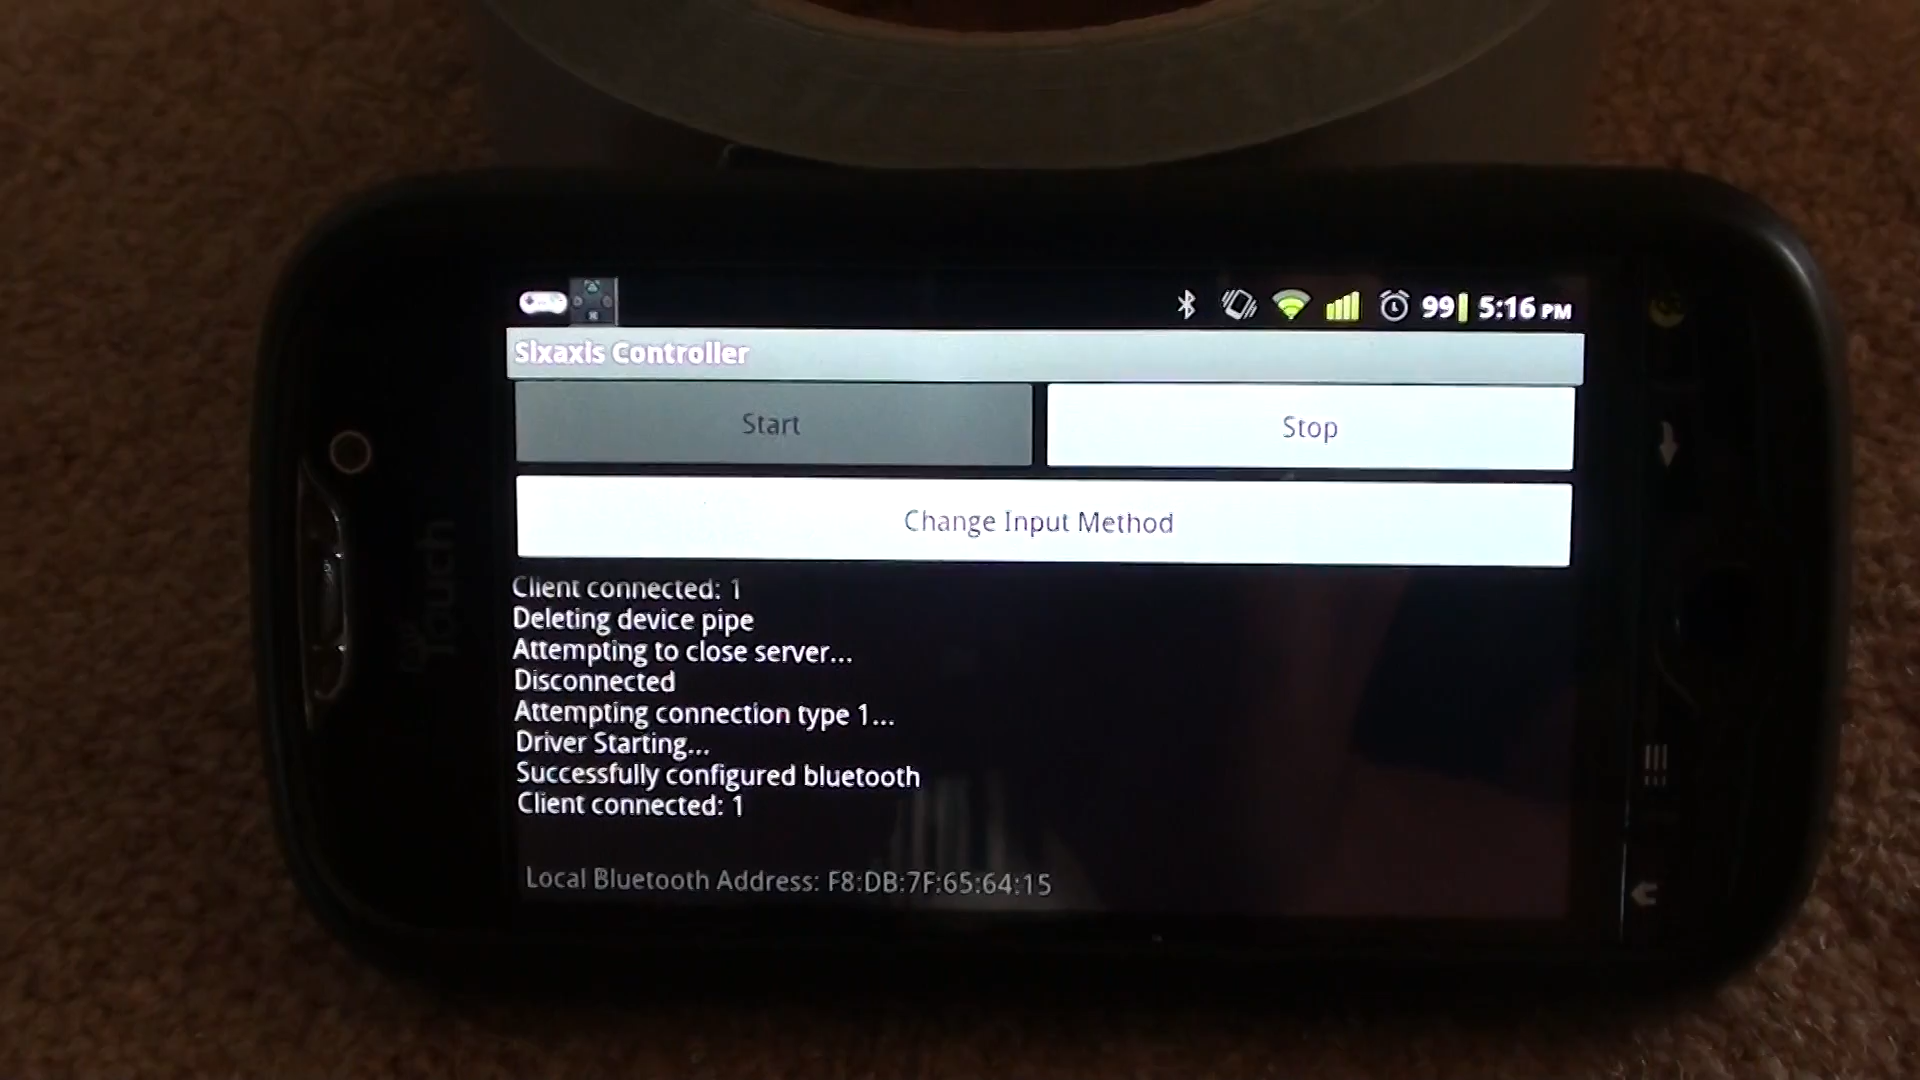 99 5:16 PM
Sixaxis Controller
Start
Stop
Change Input Method
Client connected: 1
Deleting device pipe
Attempting to close server...
Disconnected
Attempting connection type 1...
Driver Starting...
Successfully configured bluetooth
Client connected: 1
Local Bluetooth Address: F8:DB:7F:65:64:15
my
Touch